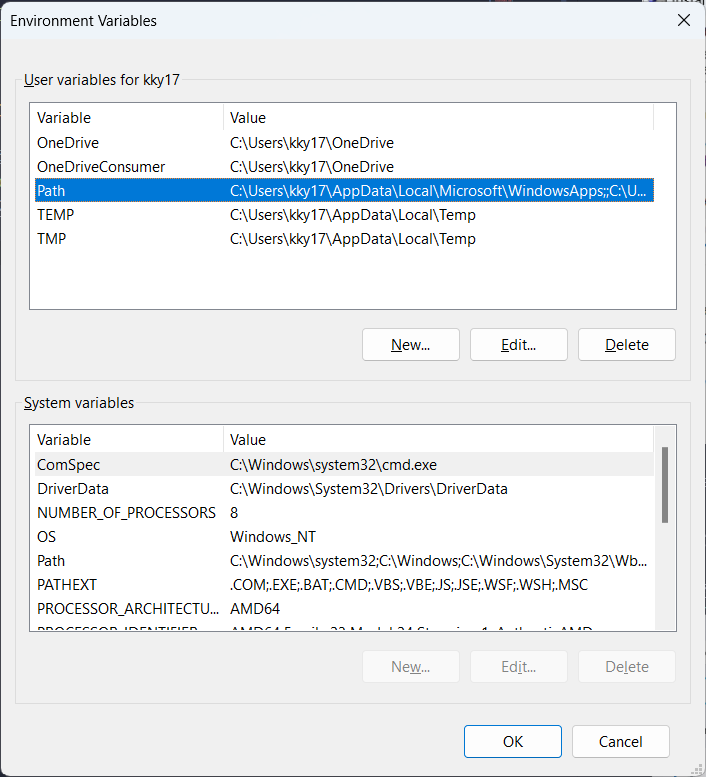 Environment Variables
User variables for kky17
Variable Value
OneDrive C:\Users\kky17\OneDrive
OneDriveConsumer C:\Users\kky17\OneDrive
Path C:\Users\kky17\AppData\Local\Microsoft\WindowsApps;;C:\U...
TEMP C:\Users\kky17\AppData\Local\Temp
TMP C:\Users\kky17\AppData\Local\Temp
New... Edit... Delete
System variables
Variable Value
ComSpec C:\Windows\system32\cmd.exe
DriverData C:\Windows\System32\Drivers\DriverData
NUMBER_OF_PROCESSORS 8
OS Windows_NT
Path C:\Windows\system32;C:\Windows;C:\Windows\System32\Wb...
PATHEXT .COM;.EXE;.BAT;.CMD;.VBS;.VBE;.JS;.JSE;.WSF;.WSH;.MSC
PROCESSOR_ARCHITECTU... AMD64
New... Edit... Delete
OK Cancel